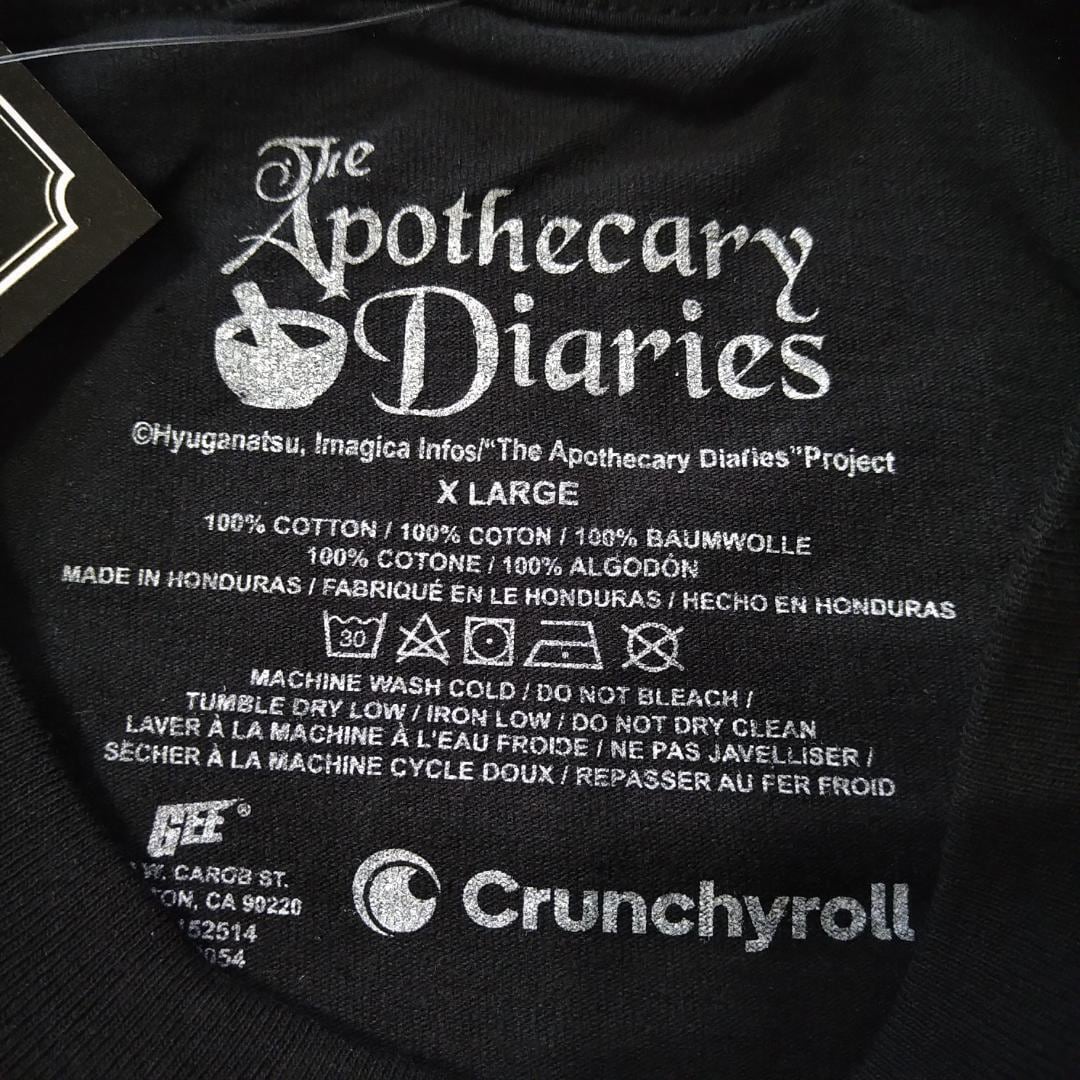 The
Apothecary
Diaries
©Hyuganatsu, Imagica Infos/“The Apothecary Diaries”Project
X LARGE
100% COTTON / 100% COTON / 100% BAUMWOLLE
100% COTONE / 100% ALGODÓN
MADE IN HONDURAS / FABRIQUÉ EN LE HONDURAS / HECHO EN HONDURAS
30
MACHINE WASH COLD / DO NOT BLEACH /
TUMBLE DRY LOW / IRON LOW / DO NOT DRY CLEAN
LAVER À LA MACHINE À L'EAU FROIDE / NE PAS JAVELLISER /
SÉCHER À LA MACHINE CYCLE DOUX / REPASSER AU FER FROID
GEE®
W. CAROB ST.
TON, CA 90220
152514
054
Crunchyroll